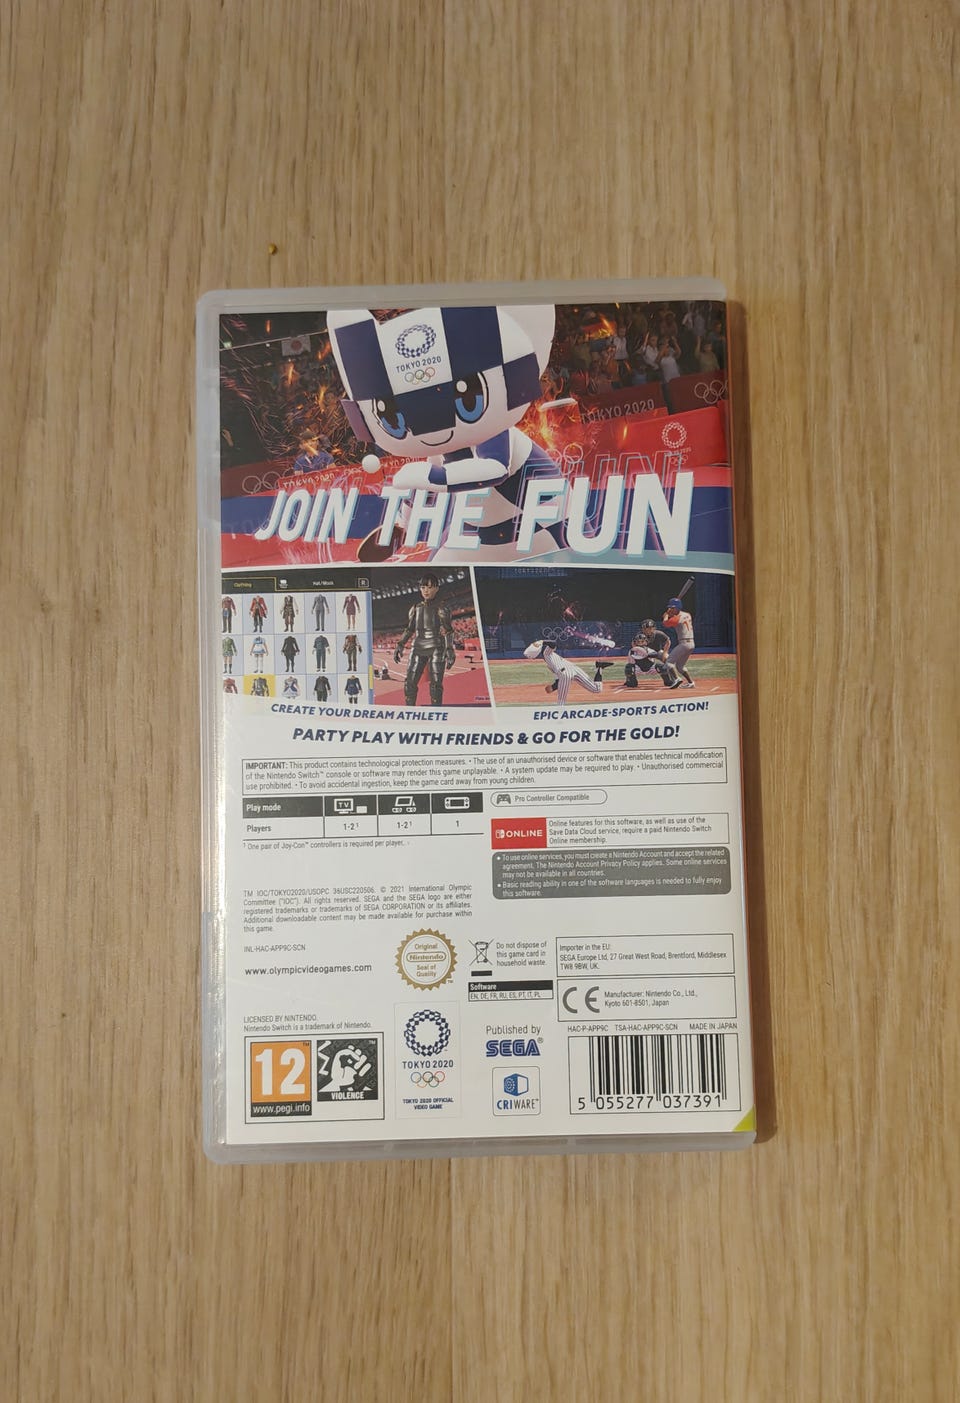 TOKYO 2020
TOKYO 2020
TOKYO 2020
JOIN THE FUN
Clothing
Hat/Mask
R
CREATE YOUR DREAM ATHLETE
EPIC ARCADE-SPORTS ACTION!
PARTY PLAY WITH FRIENDS & GO FOR THE GOLD!
IMPORTANT: This product contains technological protection measures. • The use of an unauthorised device or software that enables technical modification
of the Nintendo Switch™ console or software may render this game unplayable. • A system update may be required to play. • Unauthorised commercial
use prohibited. • To avoid accidental ingestion, keep the game card away from young children.
Play mode
TV
Players
1-2¹
1-2¹
1
¹ One pair of Joy-Con™ controllers is required per player.
Pro Controller Compatible
ONLINE
Online features for this software, as well as use of the
Save Data Cloud service, require a paid Nintendo Switch
Online membership.
• To use online services, you must create a Nintendo Account and accept the related
agreement. The Nintendo Account Privacy Policy applies. Some online services
may not be available in all countries.
• Basic reading ability in one of the software languages is needed to fully enjoy
this software.
TM IOC/TOKYO2020/USOPC 36USC220506. © 2021 International Olympic
Committee ("IOC"). All rights reserved. SEGA and the SEGA logo are either
registered trademarks or trademarks of SEGA CORPORATION or its affiliates.
Additional downloadable content may be made available for purchase within
this game.
INL-HAC-APP9C-SCN
www.olympicvideogames.com
Original
Nintendo
Seal of
Quality
TM
Do not dispose of
this game card in
household waste.
Software
EN, DE, FR, RU, ES, PT, IT, PL
Importer in the EU:
SEGA Europe Ltd, 27 Great West Road, Brentford, Middlesex
TW8 9BW, UK.
CE
Manufacturer: Nintendo Co., Ltd.,
Kyoto 601-8501, Japan
LICENSED BY NINTENDO.
Nintendo Switch is a trademark of Nintendo.
HAC-P-APP9C TSA-HAC-APP9C-SCN MADE IN JAPAN
12
www.pegi.info
VIOLENCE
TOKYO 2020
TOKYO 2020 OFFICIAL
VIDEO GAME
Published by
SEGA®
CRIWARE™
5 055277 037391